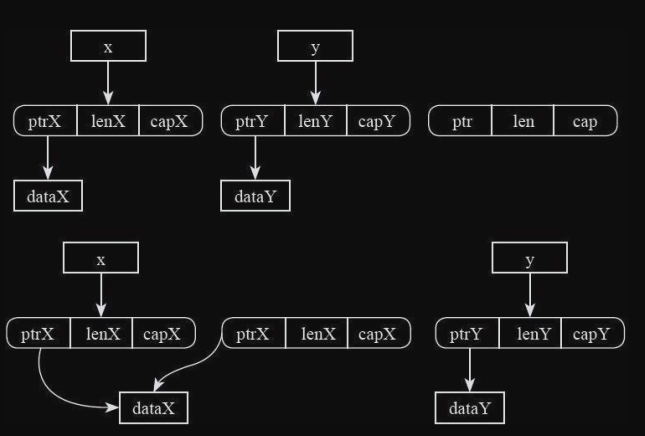 x y
ptrX lenX capX ptrY lenY capY ptr len cap
dataX dataY
x y
ptrX lenX capX ptrX lenX capX ptrY lenY capY
dataX dataY